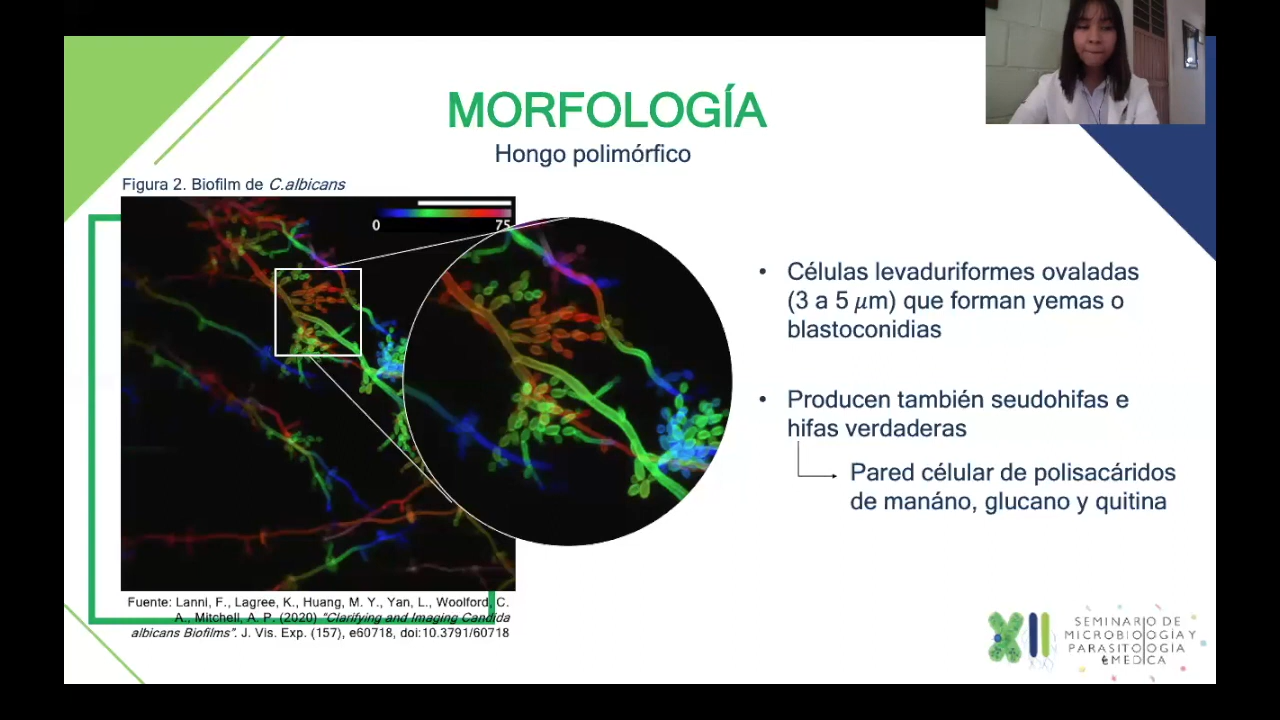 MORFOLOGÍA
Hongo polimórfico
Figura 2. Biofilm de C.albicans
0 75
• Células levaduriformes ovaladas
(3 a 5 𝜇m) que forman yemas o
blastoconidias
• Producen también seudohifas e
hifas verdaderas
Pared célular de polisacáridos
de manáno, glucano y quitina
Fuente: Lanni, F., Lagree, K., Huang, M. Y., Yan, L., Woolford, C.
A., Mitchell, A. P. (2020) “Clarifying and Imaging Candida
albicans Biofilms”. J. Vis. Exp. (157), e60718, doi:10.3791/60718
XII
SEMINARIO DE
MICROBIOLOGÍA Y
PARASITOLOGÍA
MÉDICA